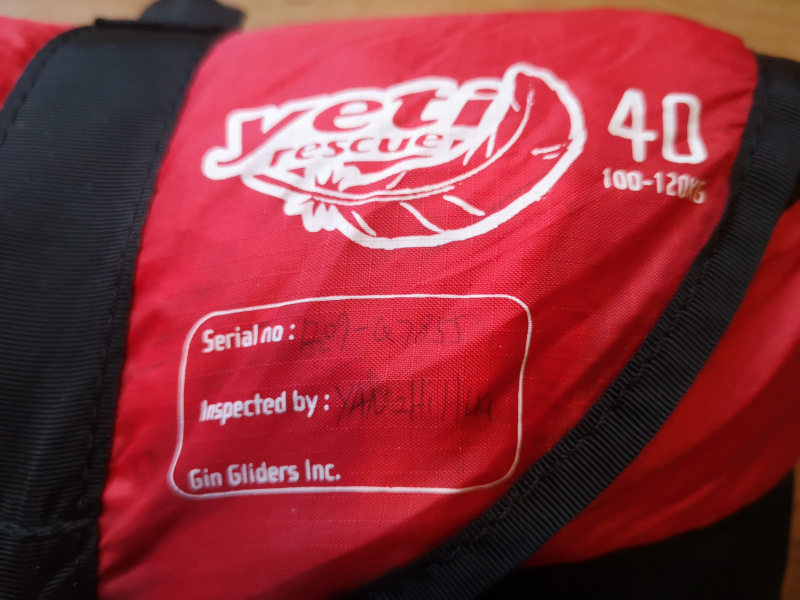 yeti
rescue
40
100-120KG
Serial no :
Inspected by :
Gin Gliders Inc.